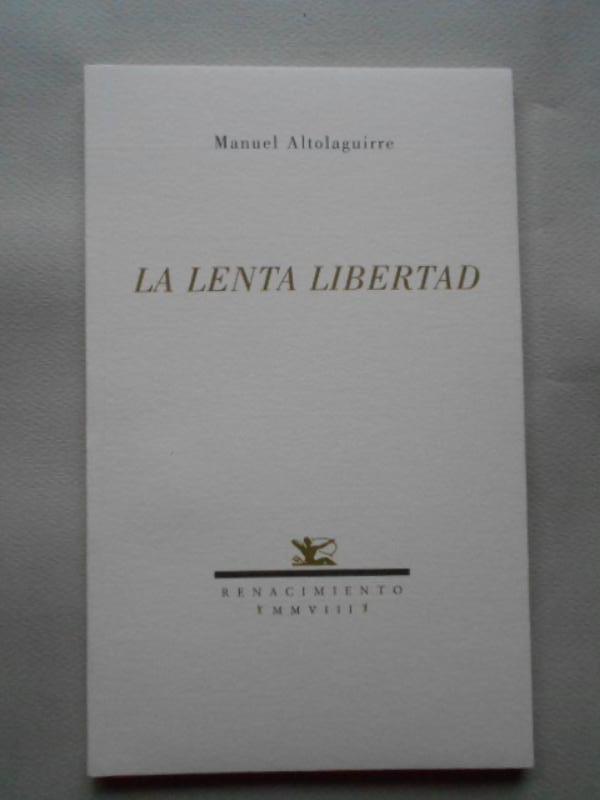 Manuel Altolaguirre
LA LENTA LIBERTAD
RENACIMIENTO
MMVIII